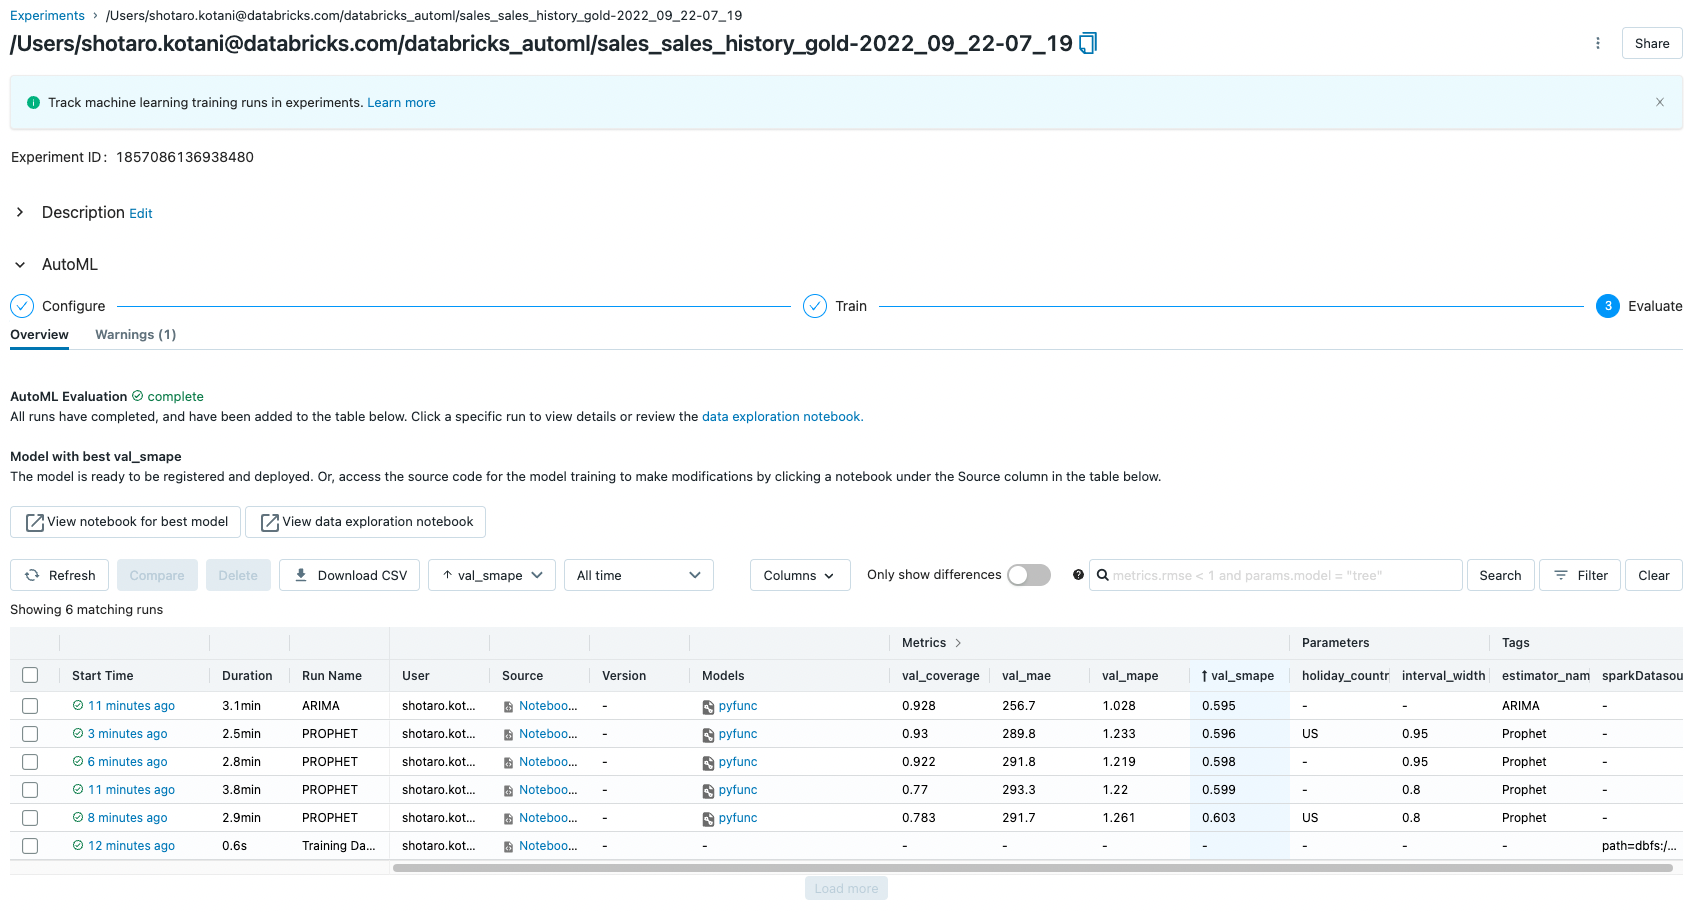 Experiments › /Users/shotaro.kotani@databricks.com/databricks_automl/sales_sales_history_gold-2022_09_22-07_19
/Users/shotaro.kotani@databricks.com/databricks_automl/sales_sales_history_gold-2022_09_22-07_19
Share
Track machine learning training runs in experiments. Learn more
Experiment ID: 1857086136938480
Description Edit
AutoML
Configure Train 3 Evaluate
Overview Warnings (1)
AutoML Evaluation complete
All runs have completed, and have been added to the table below. Click a specific run to view details or review the data exploration notebook.
Model with best val_smape
The model is ready to be registered and deployed. Or, access the source code for the model training to make modifications by clicking a notebook under the Source column in the table below.
View notebook for best model View data exploration notebook
Refresh Compare Delete Download CSV ↑ val_smape All time Columns Only show differences metrics.rmse < 1 and params.model = "tree" Search Filter Clear
Showing 6 matching runs
Metrics > Parameters Tags
Start Time Duration Run Name User Source Version Models val_coverage val_mae val_mape ↑ val_smape holiday_countr interval_width estimator_nam sparkDatasou
11 minutes ago 3.1min ARIMA shotaro.kot... Noteboo... - pyfunc 0.928 256.7 1.028 0.595 - - ARIMA -
3 minutes ago 2.5min PROPHET shotaro.kot... Noteboo... - pyfunc 0.93 289.8 1.233 0.596 US 0.95 Prophet -
6 minutes ago 2.8min PROPHET shotaro.kot... Noteboo... - pyfunc 0.922 291.8 1.219 0.598 - 0.95 Prophet -
11 minutes ago 3.8min PROPHET shotaro.kot... Noteboo... - pyfunc 0.77 293.3 1.22 0.599 - 0.8 Prophet -
8 minutes ago 2.9min PROPHET shotaro.kot... Noteboo... - pyfunc 0.783 291.7 1.261 0.603 US 0.8 Prophet -
12 minutes ago 0.6s Training Da... shotaro.kot... Noteboo... - - - - - - - - - path=dbfs:/...
Load more